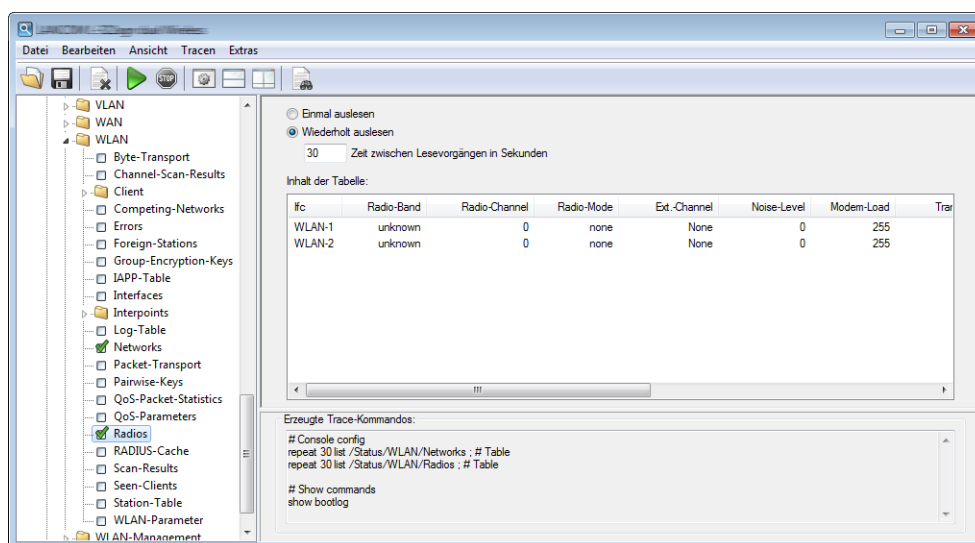 Datei Bearbeiten Ansicht Tracen Extras
VLAN
WAN
WLAN
Byte-Transport
Channel-Scan-Results
Client
Competing-Networks
Errors
Foreign-Stations
Group-Encryption-Keys
IAPP-Table
Interfaces
Interpoints
Log-Table
Networks
Packet-Transport
Pairwise-Keys
QoS-Packet-Statistics
QoS-Parameters
Radios
RADIUS-Cache
Scan-Results
Seen-Clients
Station-Table
WLAN-Parameter
WLAN-Management
Einmal auslesen
Wiederholt auslesen
30 Zeit zwischen Lesevorgängen in Sekunden
Inhalt der Tabelle:
Ifc Radio-Band Radio-Channel Radio-Mode Ext.-Channel Noise-Level Modem-Load Trar
WLAN-1 unknown 0 none None 0 255
WLAN-2 unknown 0 none None 0 255
Erzeugte Trace-Kommandos:
# Console config
repeat 30 list /Status/WLAN/Networks ; # Table
repeat 30 list /Status/WLAN/Radios ; # Table
# Show commands
show bootlog
STOP